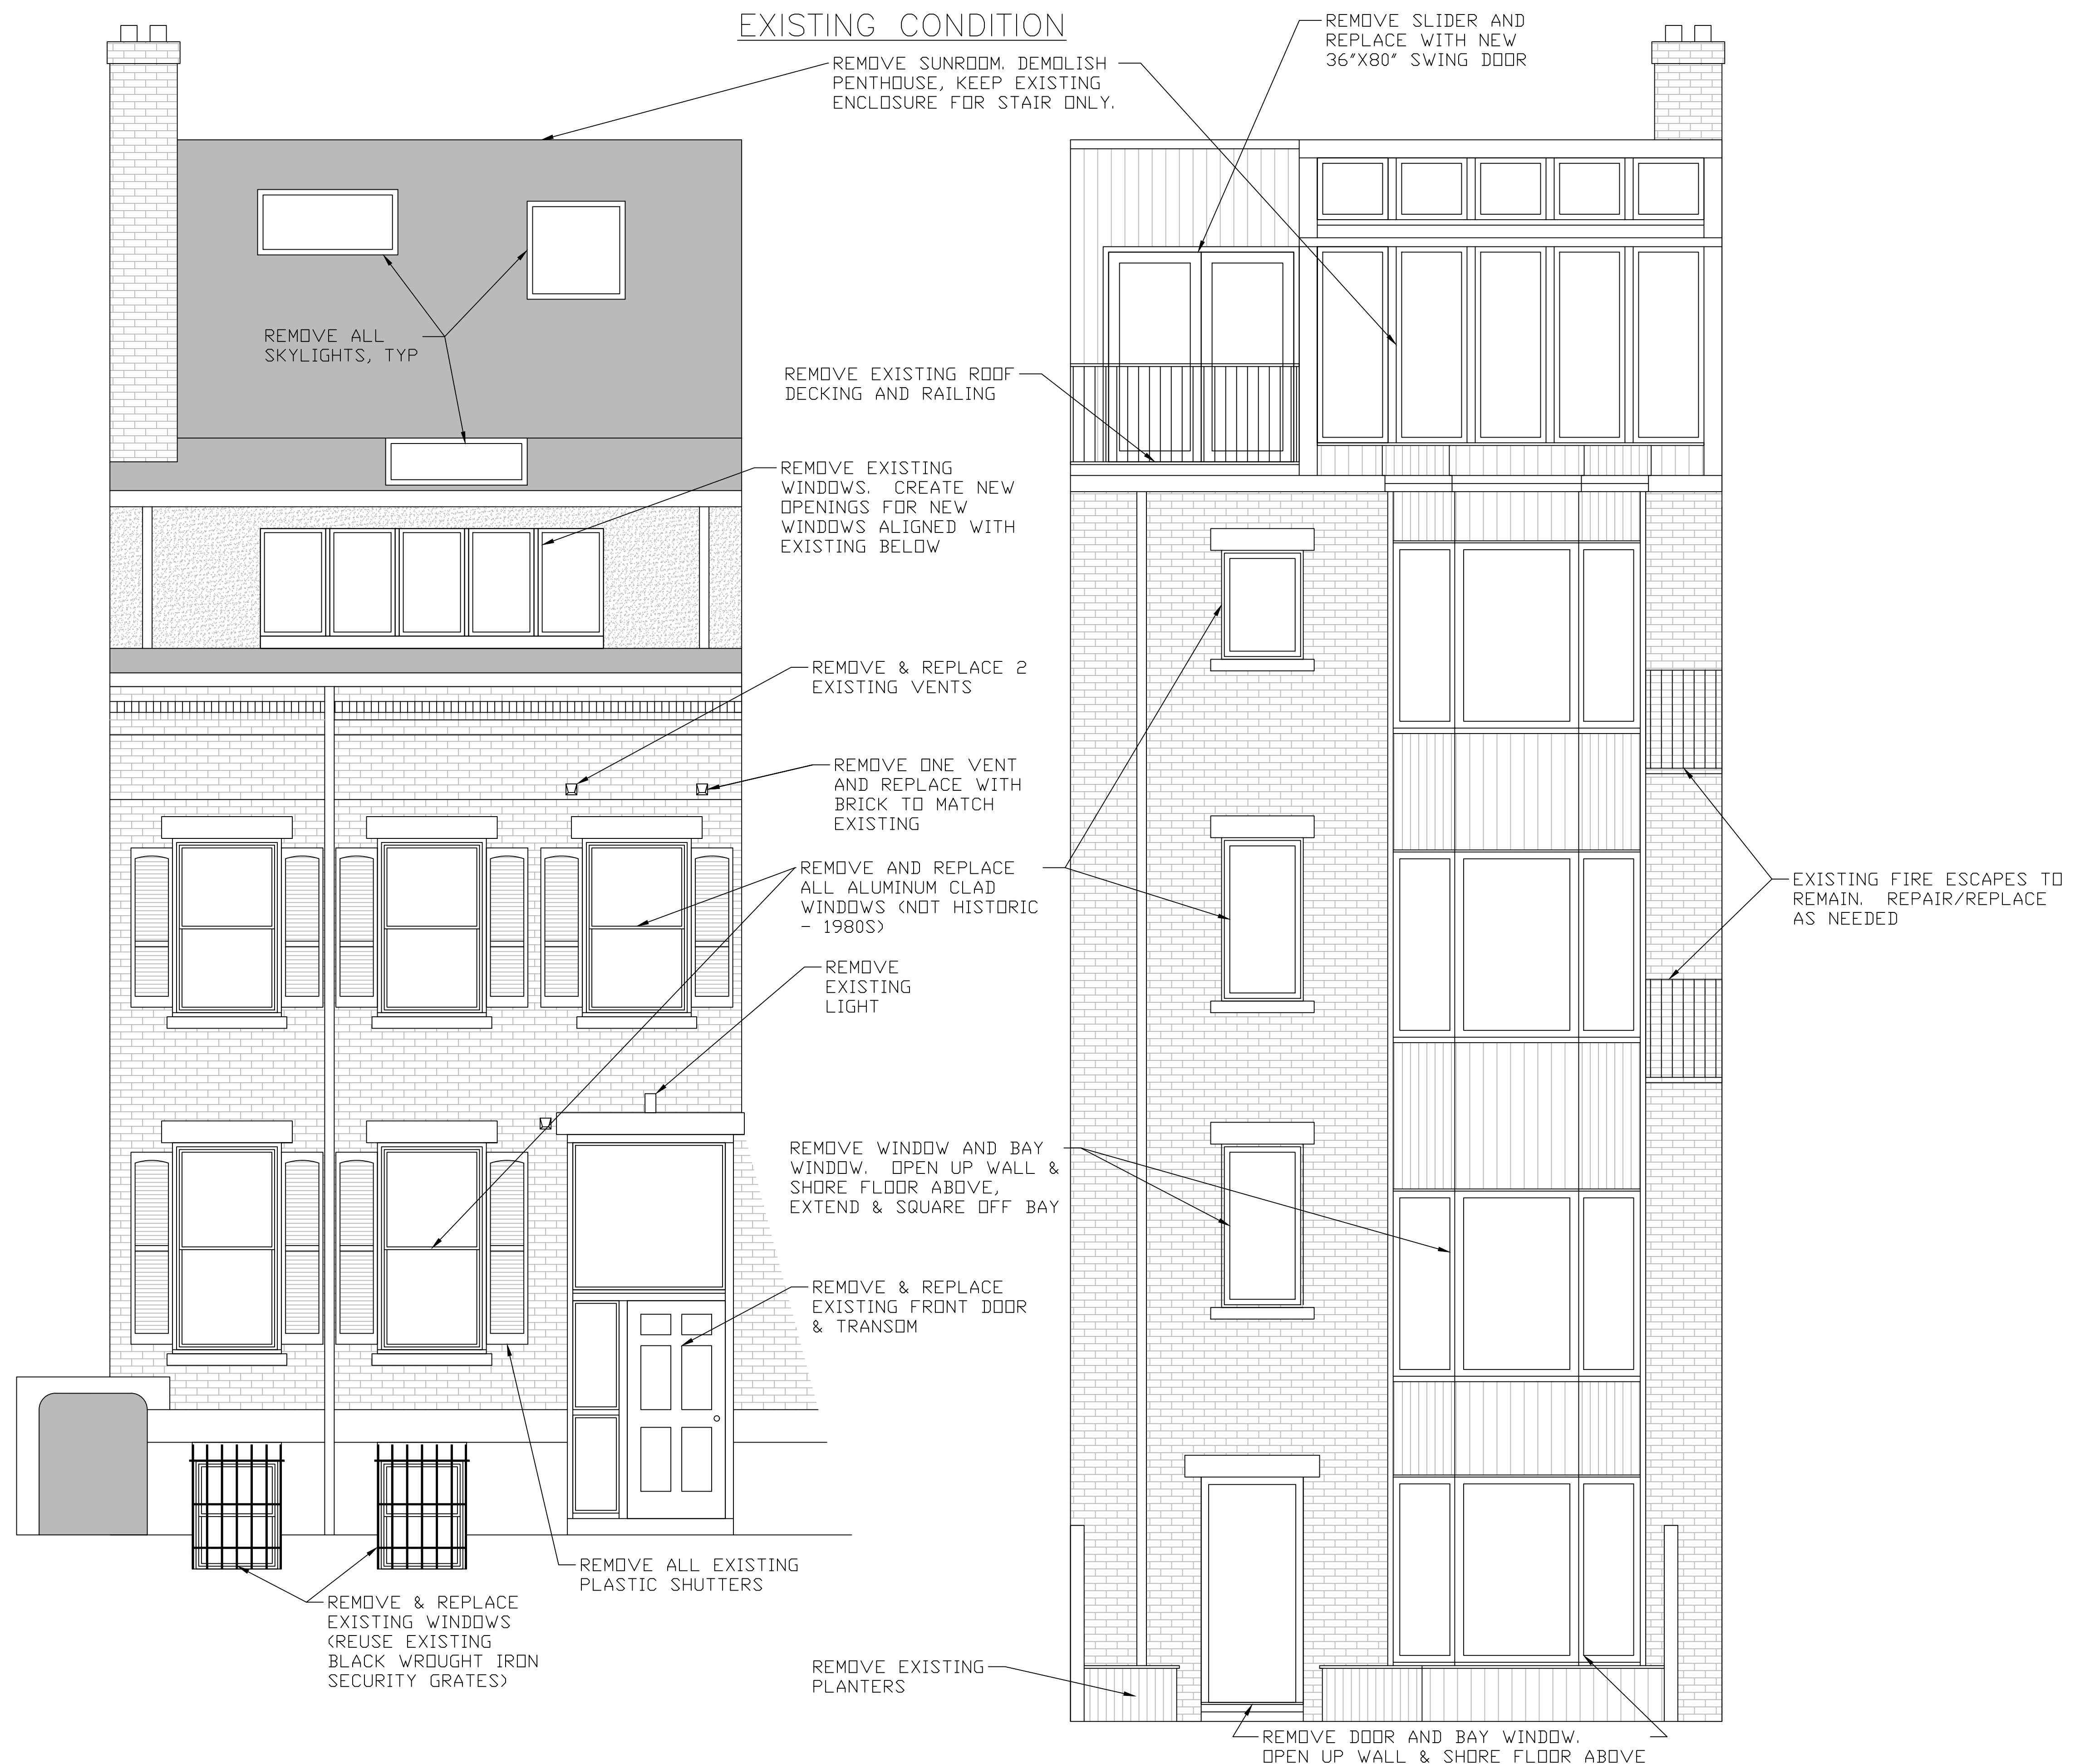 EXISTING CONDITION
REMOVE SLIDER AND
REPLACE WITH NEW
36"X80" SWING DOOR
REMOVE SUNROOM. DEMOLISH
PENTHOUSE, KEEP EXISTING
ENCLOSURE FOR STAIR ONLY.
REMOVE ALL
SKYLIGHTS, TYP
REMOVE EXISTING ROOF
DECKING AND RAILING
REMOVE EXISTING
WINDOWS. CREATE NEW
OPENINGS FOR NEW
WINDOWS ALIGNED WITH
EXISTING BELOW
REMOVE & REPLACE 2
EXISTING VENTS
REMOVE ONE VENT
AND REPLACE WITH
BRICK TO MATCH
EXISTING
REMOVE AND REPLACE
ALL ALUMINUM CLAD
WINDOWS (NOT HISTORIC
- 1980S)
EXISTING FIRE ESCAPES TO
REMAIN. REPAIR/REPLACE
AS NEEDED
REMOVE
EXISTING
LIGHT
REMOVE WINDOW AND BAY
WINDOW. OPEN UP WALL &
SHORE FLOOR ABOVE,
EXTEND & SQUARE OFF BAY
REMOVE & REPLACE
EXISTING FRONT DOOR
& TRANSOM
REMOVE ALL EXISTING
PLASTIC SHUTTERS
REMOVE & REPLACE
EXISTING WINDOWS
(REUSE EXISTING
BLACK WROUGHT IRON
SECURITY GRATES)
REMOVE EXISTING
PLANTERS
REMOVE DOOR AND BAY WINDOW.
OPEN UP WALL & SHORE FLOOR ABOVE